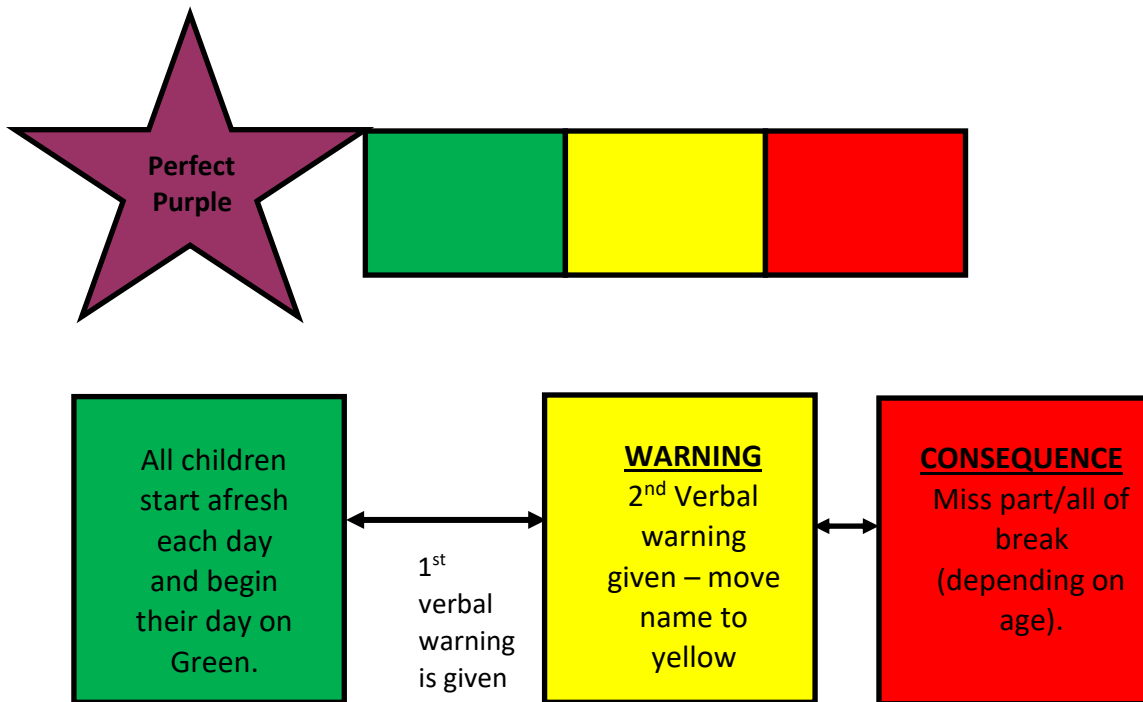 Perfect
Purple
All children
start afresh
each day
and begin
their day on
Green.
1st
verbal
warning
is given
WARNING
2nd Verbal
warning
given – move
name to
yellow
CONSEQUENCE
Miss part/all of
break
(depending on
age).